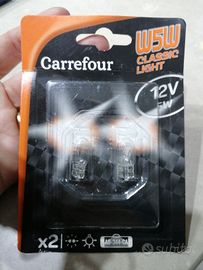 Carrefour
W5W
CLASSIC
LIGHT
12V
5W
x2
subito